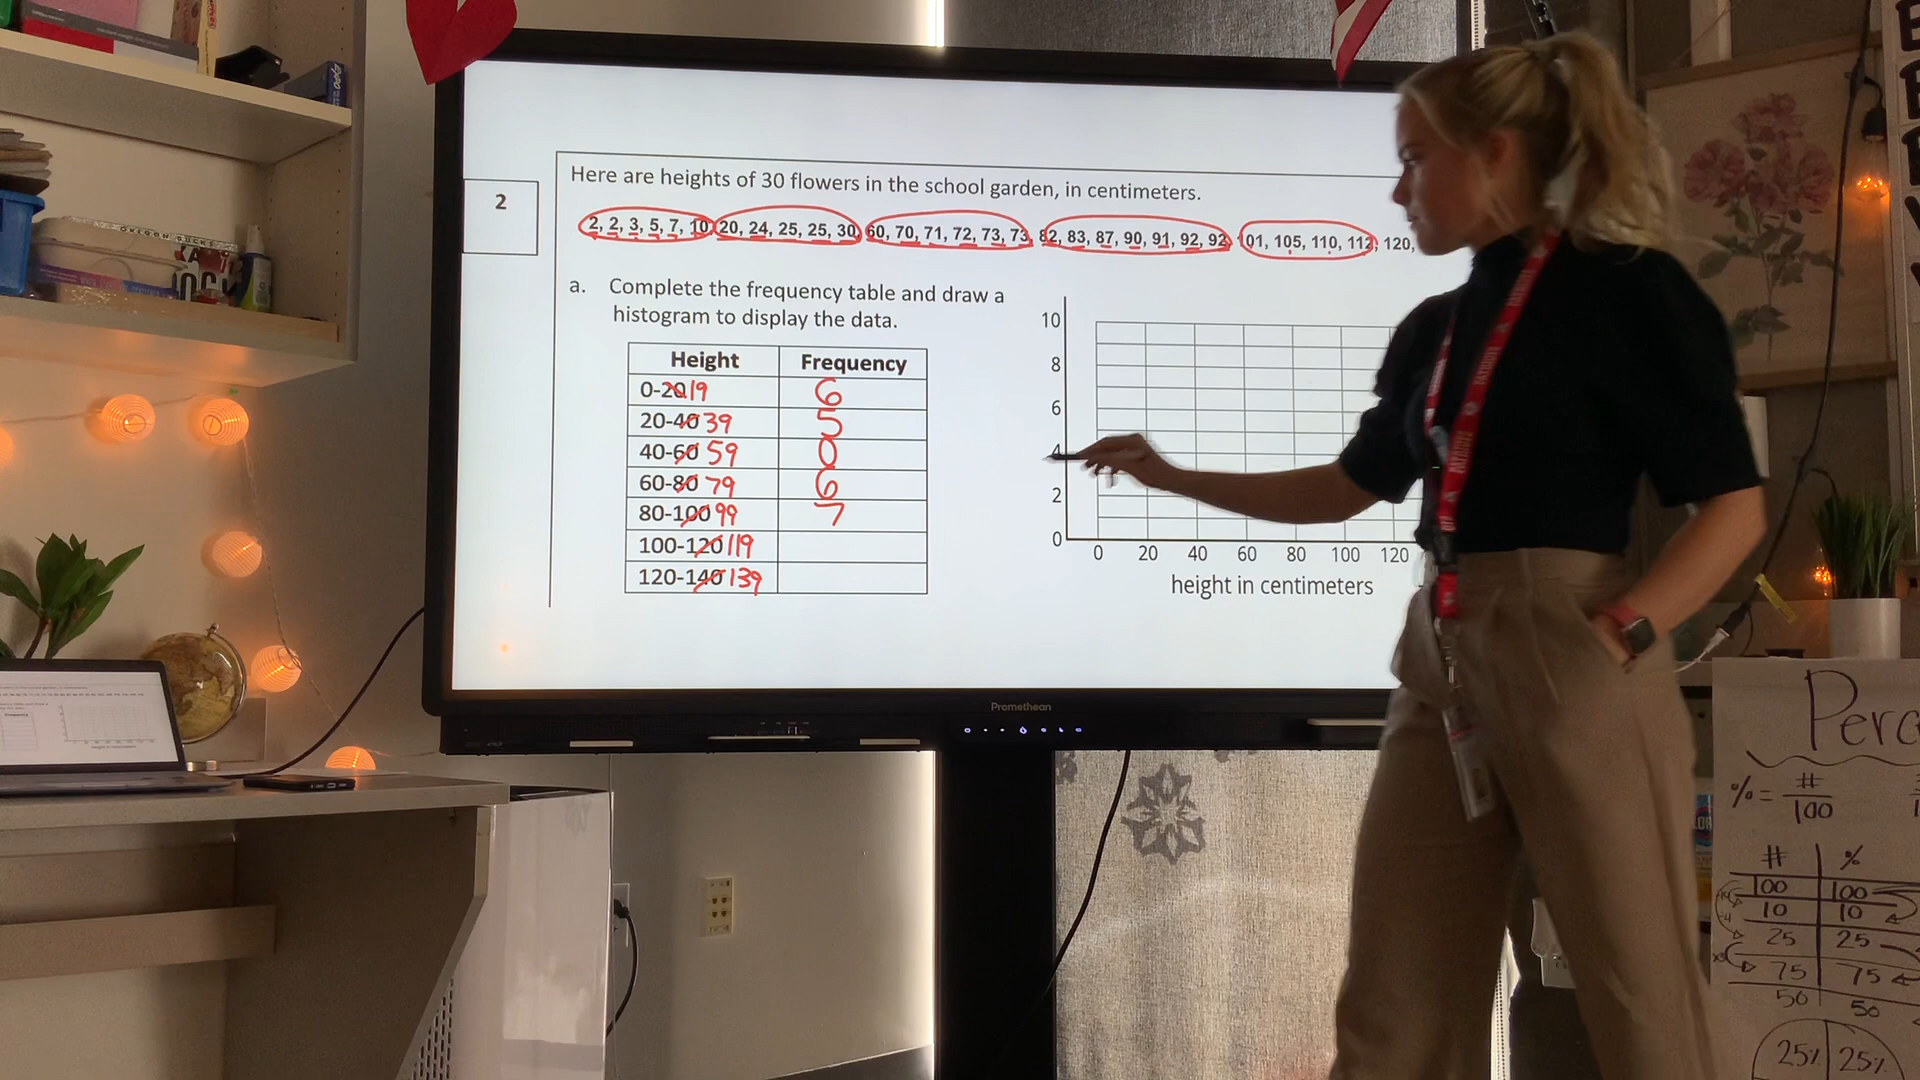 2
Here are heights of 30 flowers in the school garden, in centimeters.
2, 2, 3, 5, 7, 10, 20, 24, 25, 25, 30, 60, 70, 71, 72, 73, 73, 82, 83, 87, 90, 91, 92, 92, 101, 105, 110, 112, 120,
a. Complete the frequency table and draw a
histogram to display the data.
Height Frequency
0-20 19 6
20-40 39 5
40-60 59 0
60-80 79 6
80-100 99 7
100-120 119
120-140 139
10
8
6
4
2
0
0 20 40 60 80 100 120
height in centimeters
Promethean
Perc
% = #/100
# %
100 100
10 10
25 25
75 75
50 50
25% 25%
EXPO
OREGON DUCKS